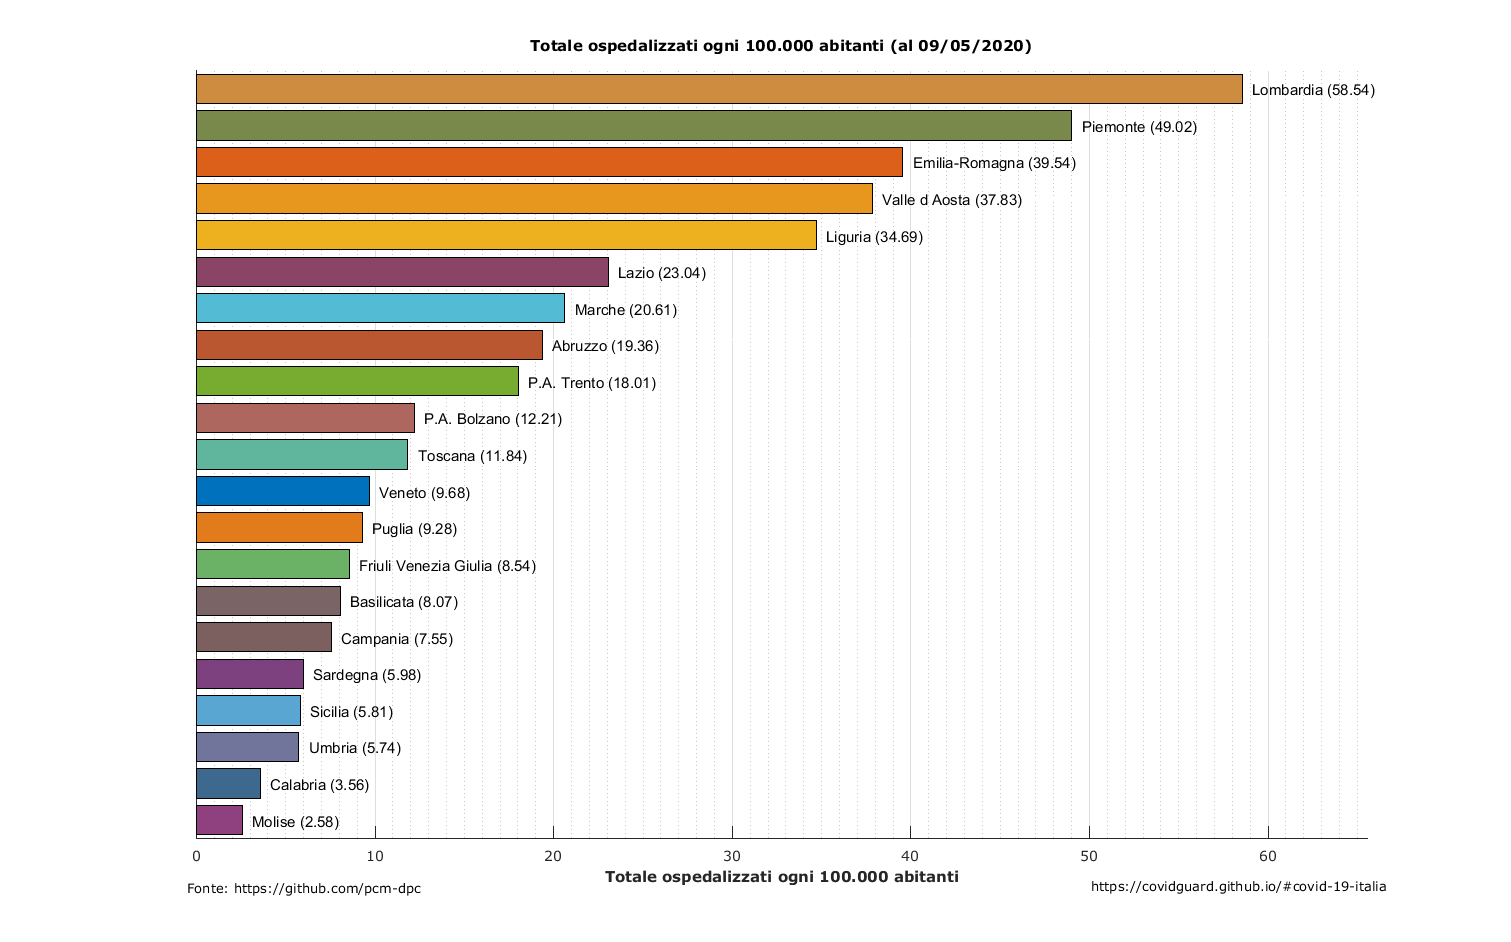 Totale ospedalizzati ogni 100.000 abitanti (al 09/05/2020)
Lombardia (58.54)
Piemonte (49.02)
Emilia-Romagna (39.54)
Valle d Aosta (37.83)
Liguria (34.69)
Lazio (23.04)
Marche (20.61)
Abruzzo (19.36)
P.A. Trento (18.01)
P.A. Bolzano (12.21)
Toscana (11.84)
Veneto (9.68)
Puglia (9.28)
Friuli Venezia Giulia (8.54)
Basilicata (8.07)
Campania (7.55)
Sardegna (5.98)
Sicilia (5.81)
Umbria (5.74)
Calabria (3.56)
Molise (2.58)
0 10 20 30 40 50 60
Totale ospedalizzati ogni 100.000 abitanti
Fonte: https://github.com/pcm-dpc
https://covidguard.github.io/#covid-19-italia